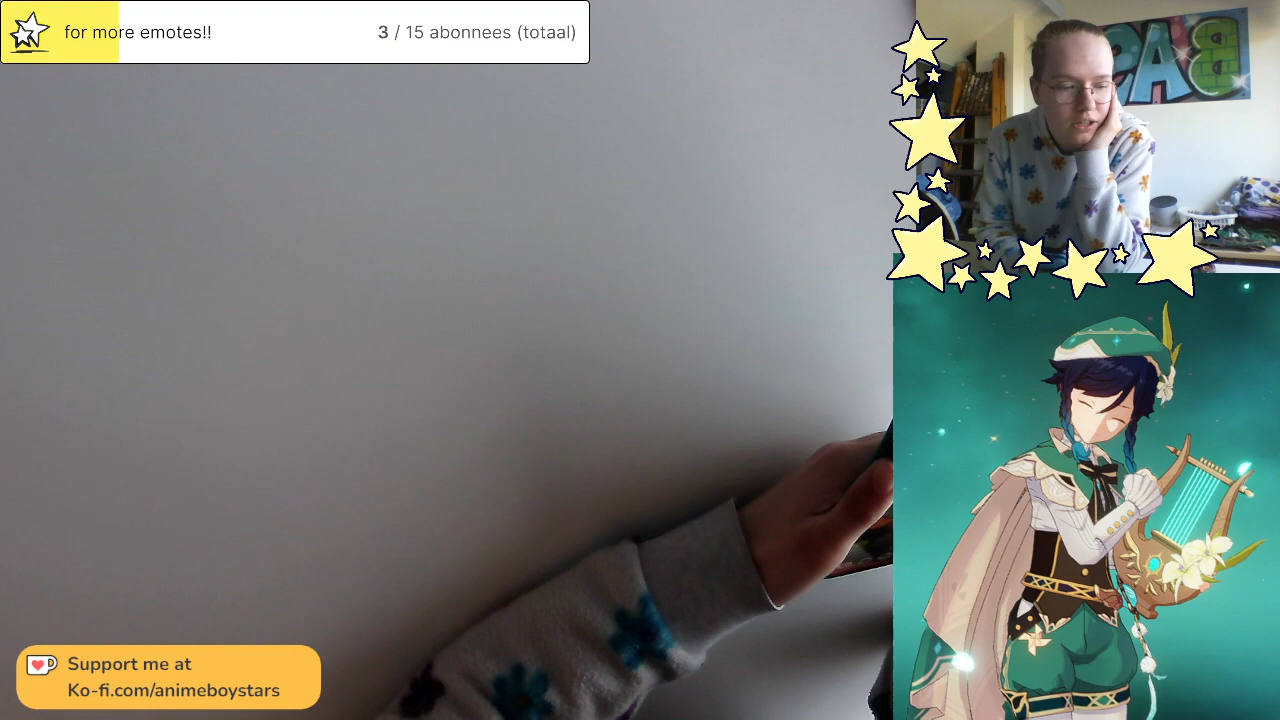 for more emotes!!
3 / 15 abonnees (totaal)
Support me at
Ko-fi.com/animeboystars